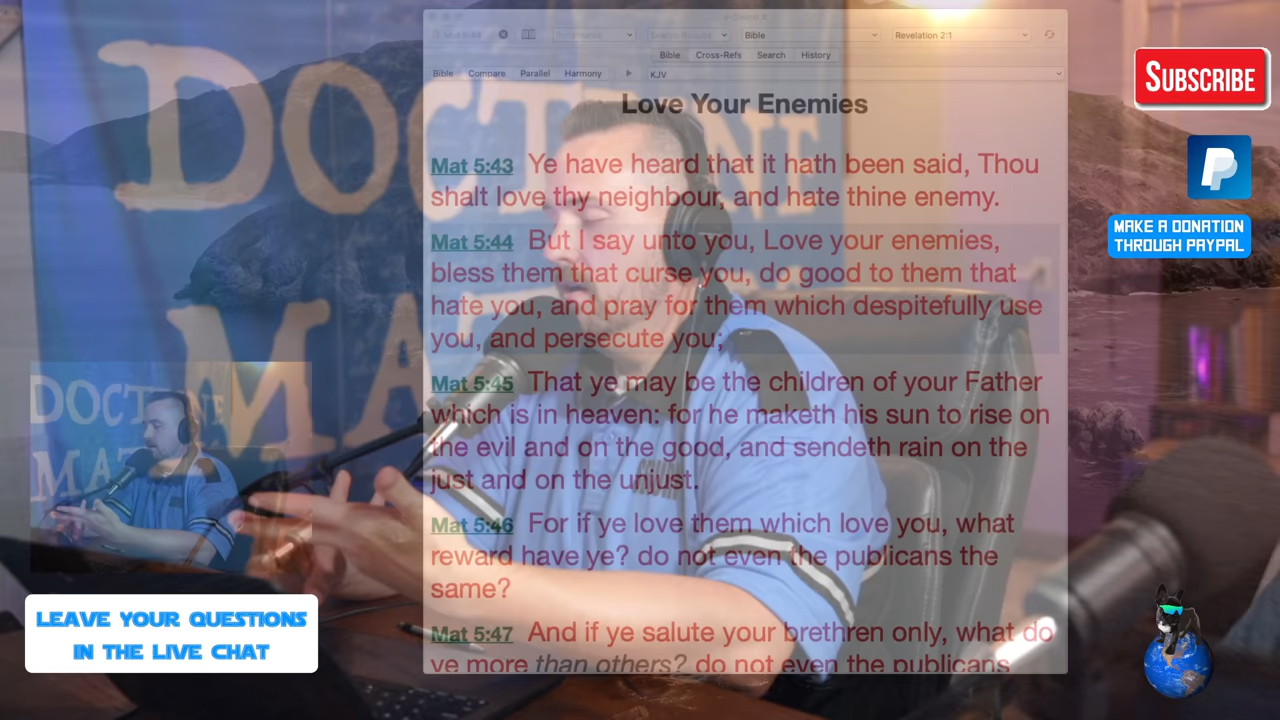 DOCTRINE
MA
Bible
Revelation 2:1
Bible Cross-Refs Search History
Bible Compare Parallel Harmony KJV
Love Your Enemies
Mat 5:43 Ye have heard that it hath been said, Thou
shalt love thy neighbour, and hate thine enemy.
Mat 5:44 But I say unto you, Love your enemies,
bless them that curse you, do good to them that
hate you, and pray for them which despitefully use
you, and persecute you;
Mat 5:45 That ye may be the children of your Father
which is in heaven: for he maketh his sun to rise on
the evil and on the good, and sendeth rain on the
just and on the unjust.
Mat 5:46 For if ye love them which love you, what
reward have ye? do not even the publicans the
same?
Mat 5:47 And if ye salute your brethren only, what do
ye more than others? do not even the publicans
SUBSCRIBE
MAKE A DONATION
THROUGH PAYPAL
DOCTRINE
MA
LEAVE YOUR QUESTIONS
IN THE LIVE CHAT